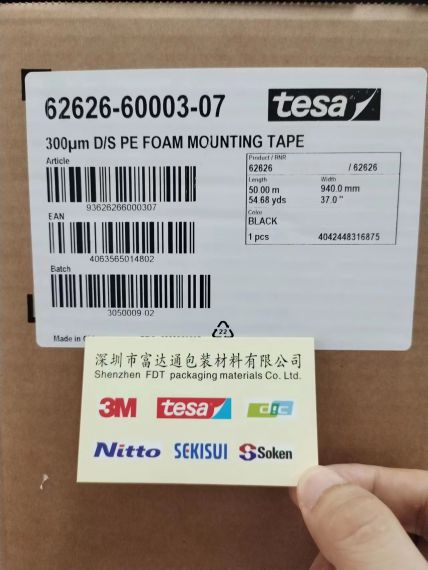 62626-60003-07
tesa
300µm D/S PE FOAM MOUNTING TAPE
Article
93626266000307
EAN
4063565014802
Batch
3050009-02
Product / BNR
62626 / 62626
Length Width
50.00 m 940.0 mm
54.68 yds 37.0 "
Color
BLACK
1 pcs 4042448316875
Made in
22
深圳市富达通包装材料有限公司
Shenzhen FDT packaging materials Co. Ltd.
3M tesa dic
Nitto SEKISUI Soken